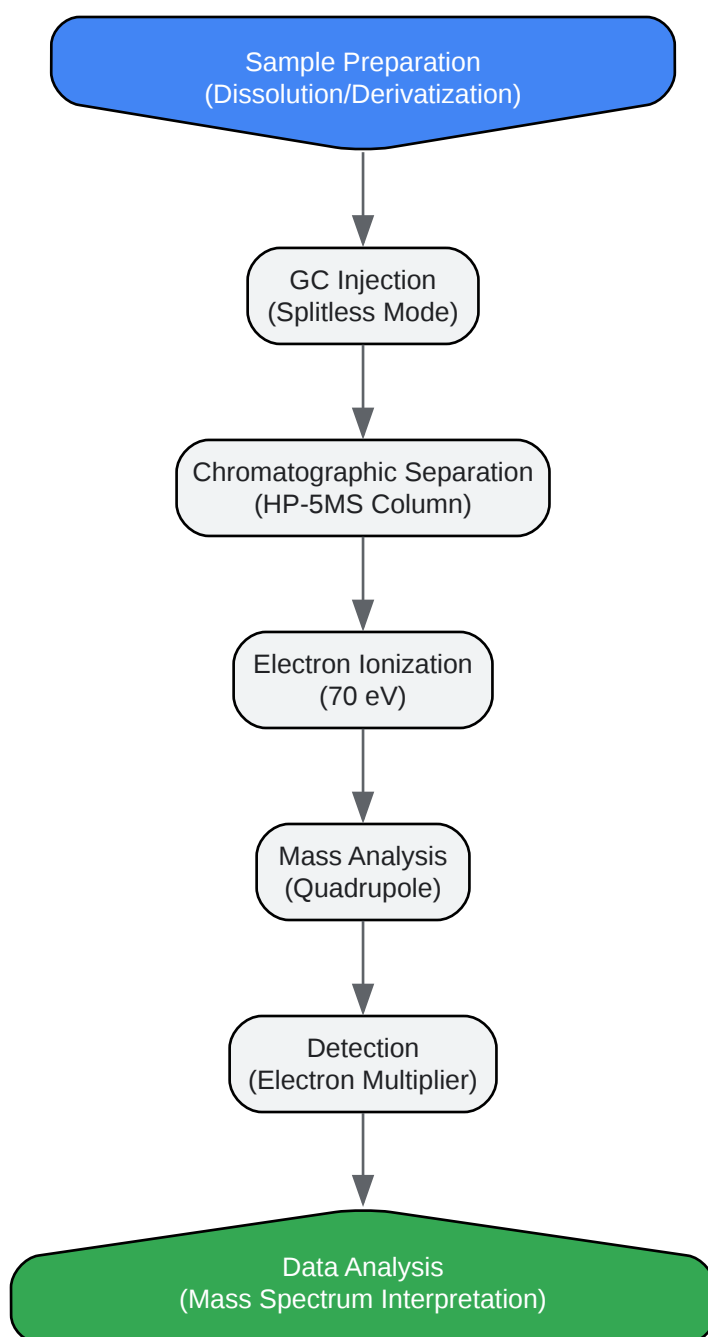 Sample Preparation
(Dissolution/Derivatization)
GC Injection
(Splitless Mode)
Chromatographic Separation
(HP-5MS Column)
Electron Ionization
(70 eV)
Mass Analysis
(Quadrupole)
Detection
(Electron Multiplier)
Data Analysis
(Mass Spectrum Interpretation)